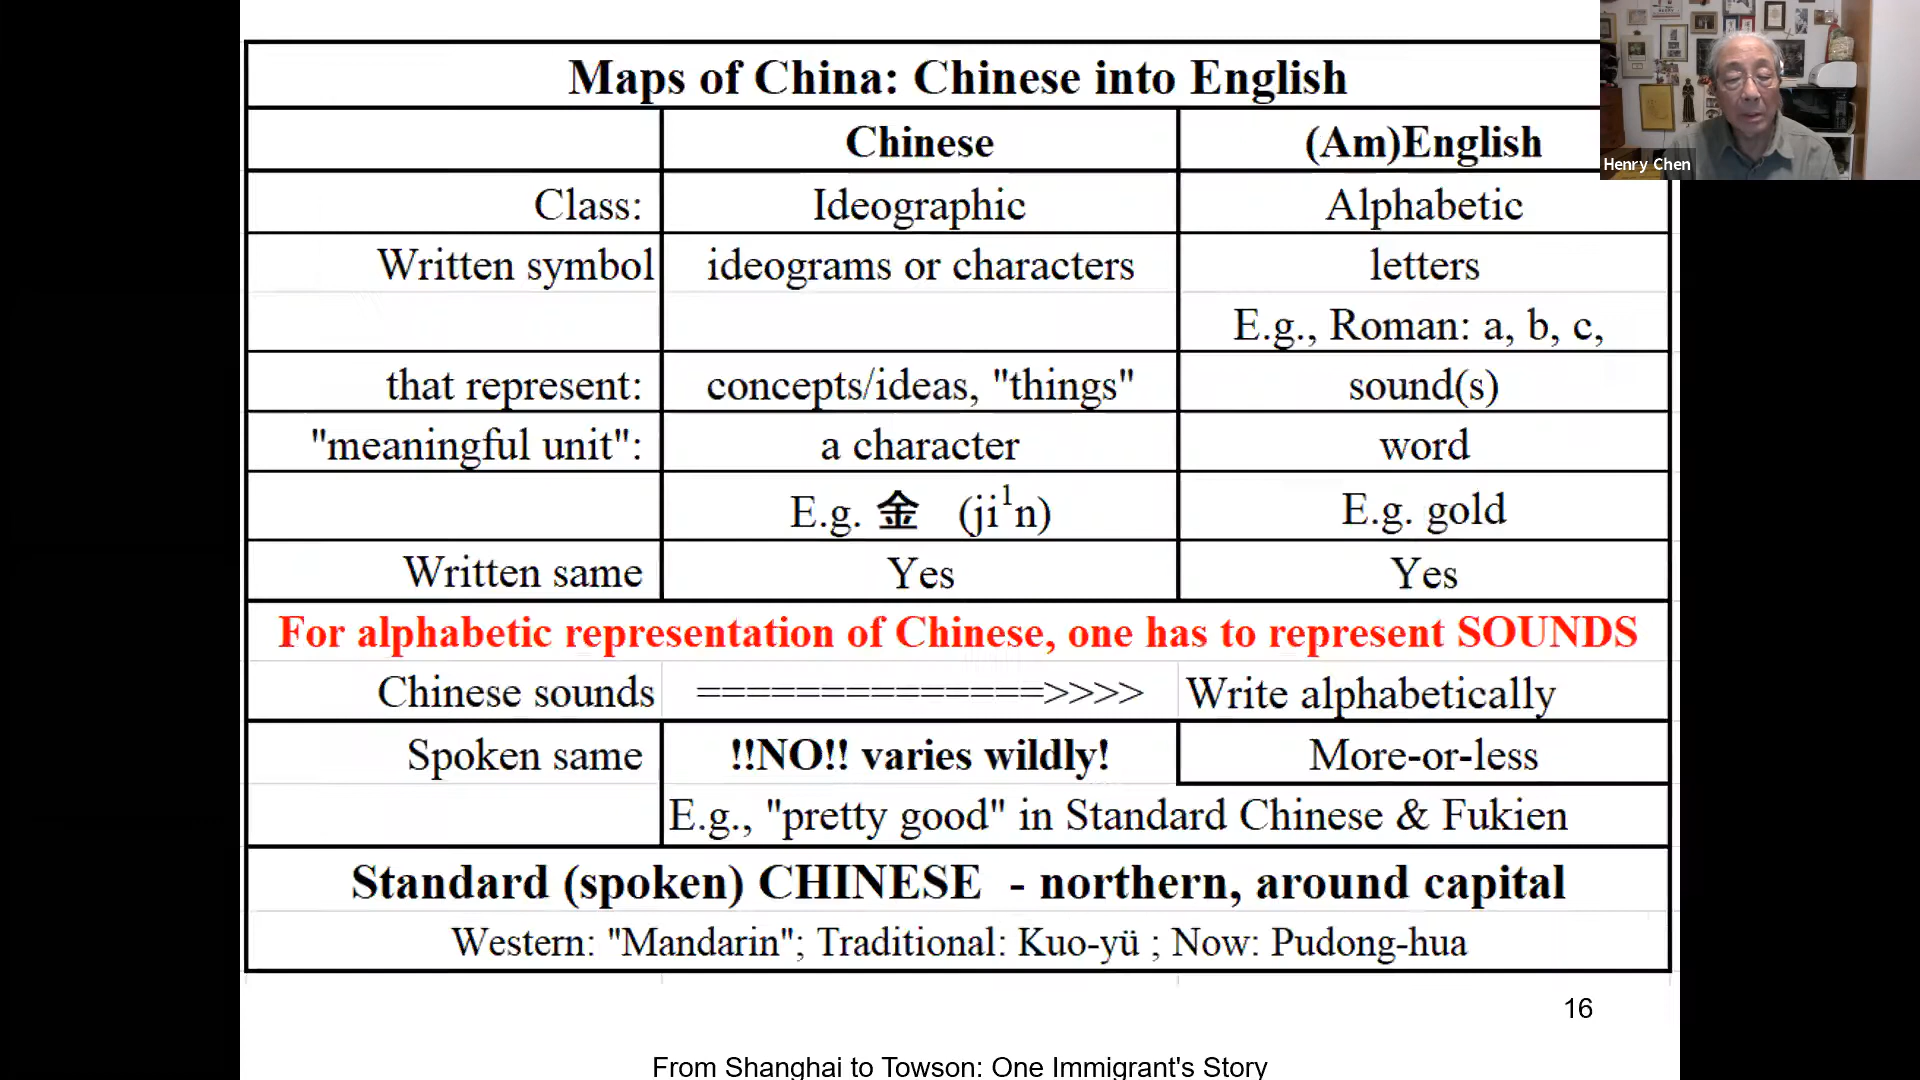 Maps of China: Chinese into English
Chinese (Am)English
Class: Ideographic Alphabetic
Written symbol ideograms or characters letters
E.g., Roman: a, b, c,
that represent: concepts/ideas, "things" sound(s)
"meaningful unit": a character word
E.g. 金 (ji¹n) E.g. gold
Written same Yes Yes
For alphabetic representation of Chinese, one has to represent SOUNDS
Chinese sounds ==============>>>> Write alphabetically
Spoken same !!NO!! varies wildly! More-or-less
E.g., "pretty good" in Standard Chinese & Fukien
Standard (spoken) CHINESE - northern, around capital
Western: "Mandarin"; Traditional: Kuo-yü ; Now: Pudong-hua
16
From Shanghai to Towson: One Immigrant's Story
Henry Chen